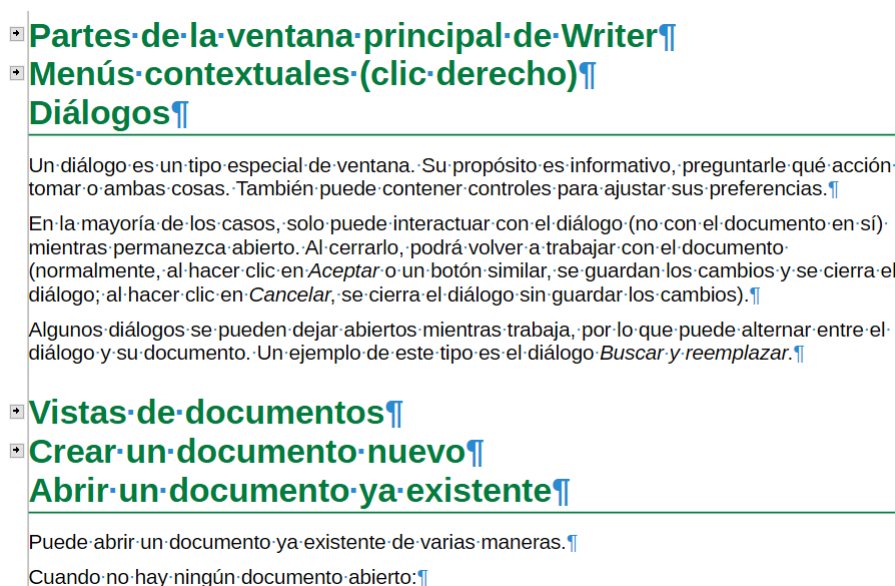 Partes de la ventana principal de Writer¶
Menús contextuales (clic derecho)¶
Diálogos¶
Un diálogo es un tipo especial de ventana. Su propósito es informativo, preguntarle qué acción
tomar o ambas cosas. También puede contener controles para ajustar sus preferencias.¶
En la mayoría de los casos, solo puede interactuar con el diálogo (no con el documento en sí)
mientras permanezca abierto. Al cerrarlo, podrá volver a trabajar con el documento
(normalmente, al hacer clic en Aceptar o un botón similar, se guardan los cambios y se cierra el
diálogo; al hacer clic en Cancelar, se cierra el diálogo sin guardar los cambios).¶
Algunos diálogos se pueden dejar abiertos mientras trabaja, por lo que puede alternar entre el
diálogo y su documento. Un ejemplo de este tipo es el diálogo Buscar y reemplazar.¶
Vistas de documentos¶
Crear un documento nuevo¶
Abrir un documento ya existente¶
Puede abrir un documento ya existente de varias maneras.¶
Cuando no hay ningún documento abierto:¶